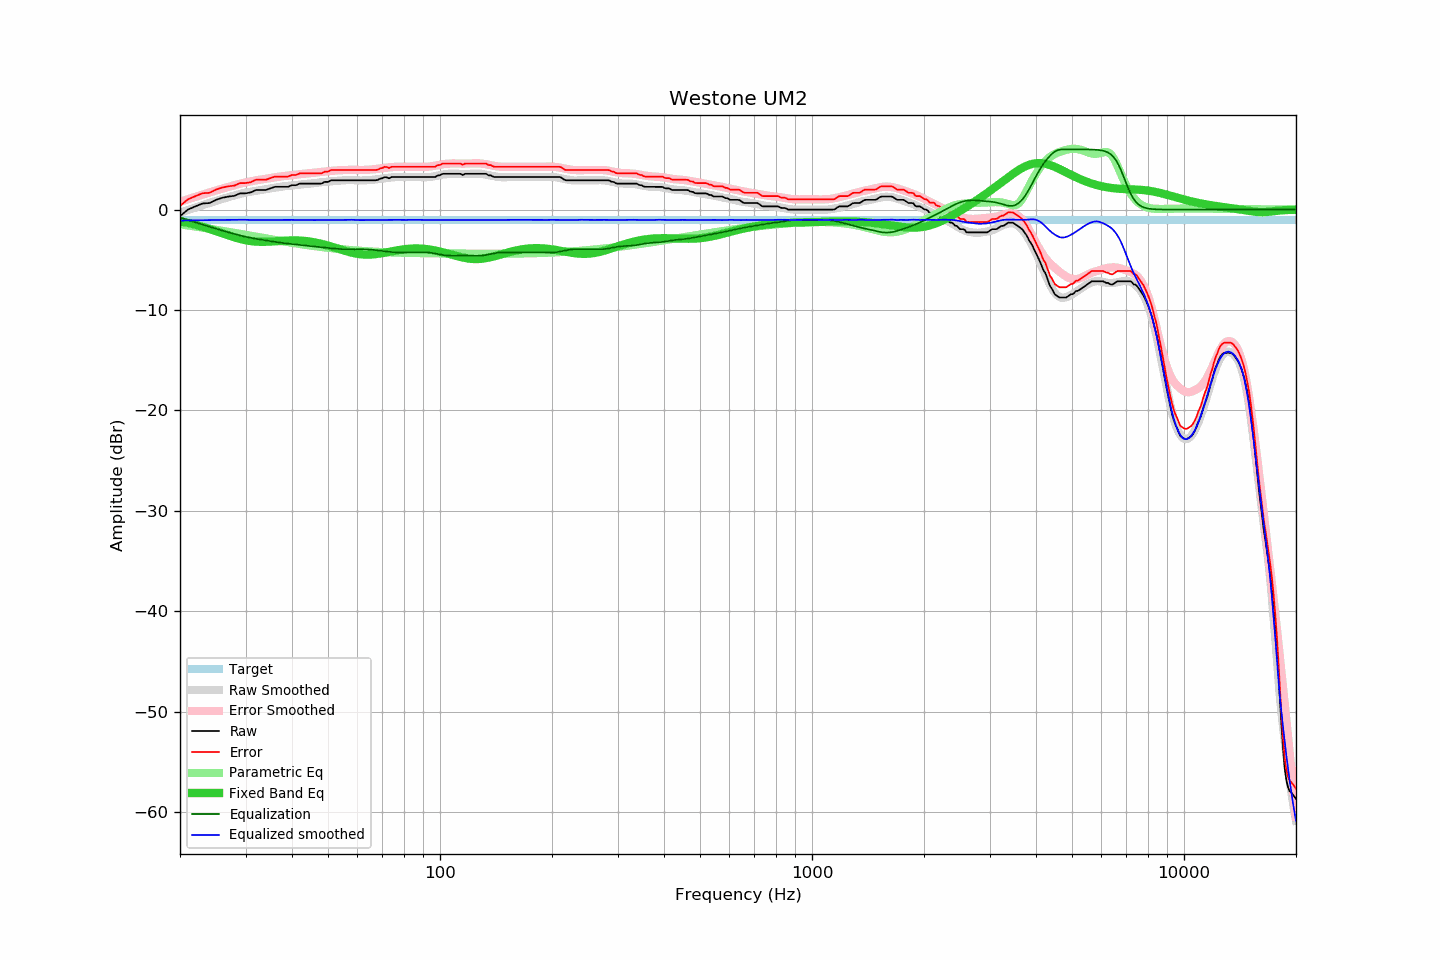 Westone UM2
0
−10
−20
−30
−40
−50
−60
Amplitude (dBr)
Target
Raw Smoothed
Error Smoothed
Raw
Error
Parametric Eq
Fixed Band Eq
Equalization
Equalized smoothed
100
1000
10000
Frequency (Hz)